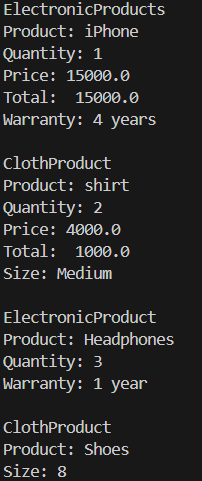 ElectronicProducts
Product: iPhone
Quantity: 1
Price: 15000.0
Total:  15000.0
Warranty: 4 years

ClothProduct
Product: shirt
Quantity: 2
Price: 4000.0
Total:  1000.0
Size: Medium

ElectronicProduct
Product: Headphones
Quantity: 3
Warranty: 1 year

ClothProduct
Product: Shoes
Size: 8